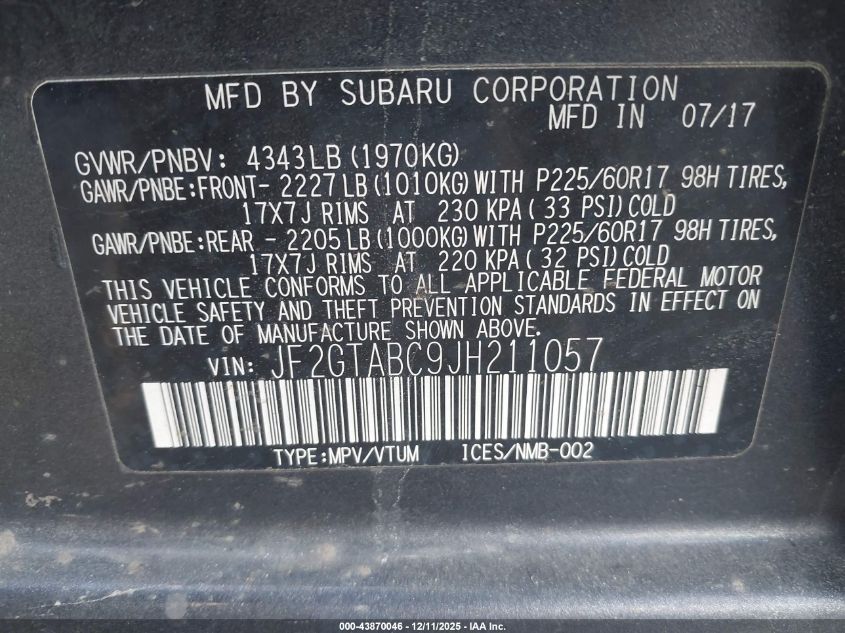 MFD BY SUBARU CORPORATION
MFD IN 07/17
GVWR/PNBV: 4343LB(1970KG)
GAWR/PNBE:FRONT- 2227LB(1010KG)WITH P225/60R17 98H TIRES,
17X7J RIMS AT 230 KPA(33 PSI)COLD
GAWR/PNBE:REAR - 2205LB(1000KG)WITH P225/60R17 98H TIRES,
17X7J RIMS AT 220 KPA(32 PSI)COLD
THIS VEHICLE CONFORMS TO ALL APPLICABLE FEDERAL MOTOR
VEHICLE SAFETY AND THEFT PREVENTION STANDARDS IN EFFECT ON
THE DATE OF MANUFACTURE SHOWN ABOVE.
VIN: JF2GTABC9JH211057
TYPE:MPV/VTUM ICES/NMB-002
000-43870046 - 12/11/2025 - IAA Inc.